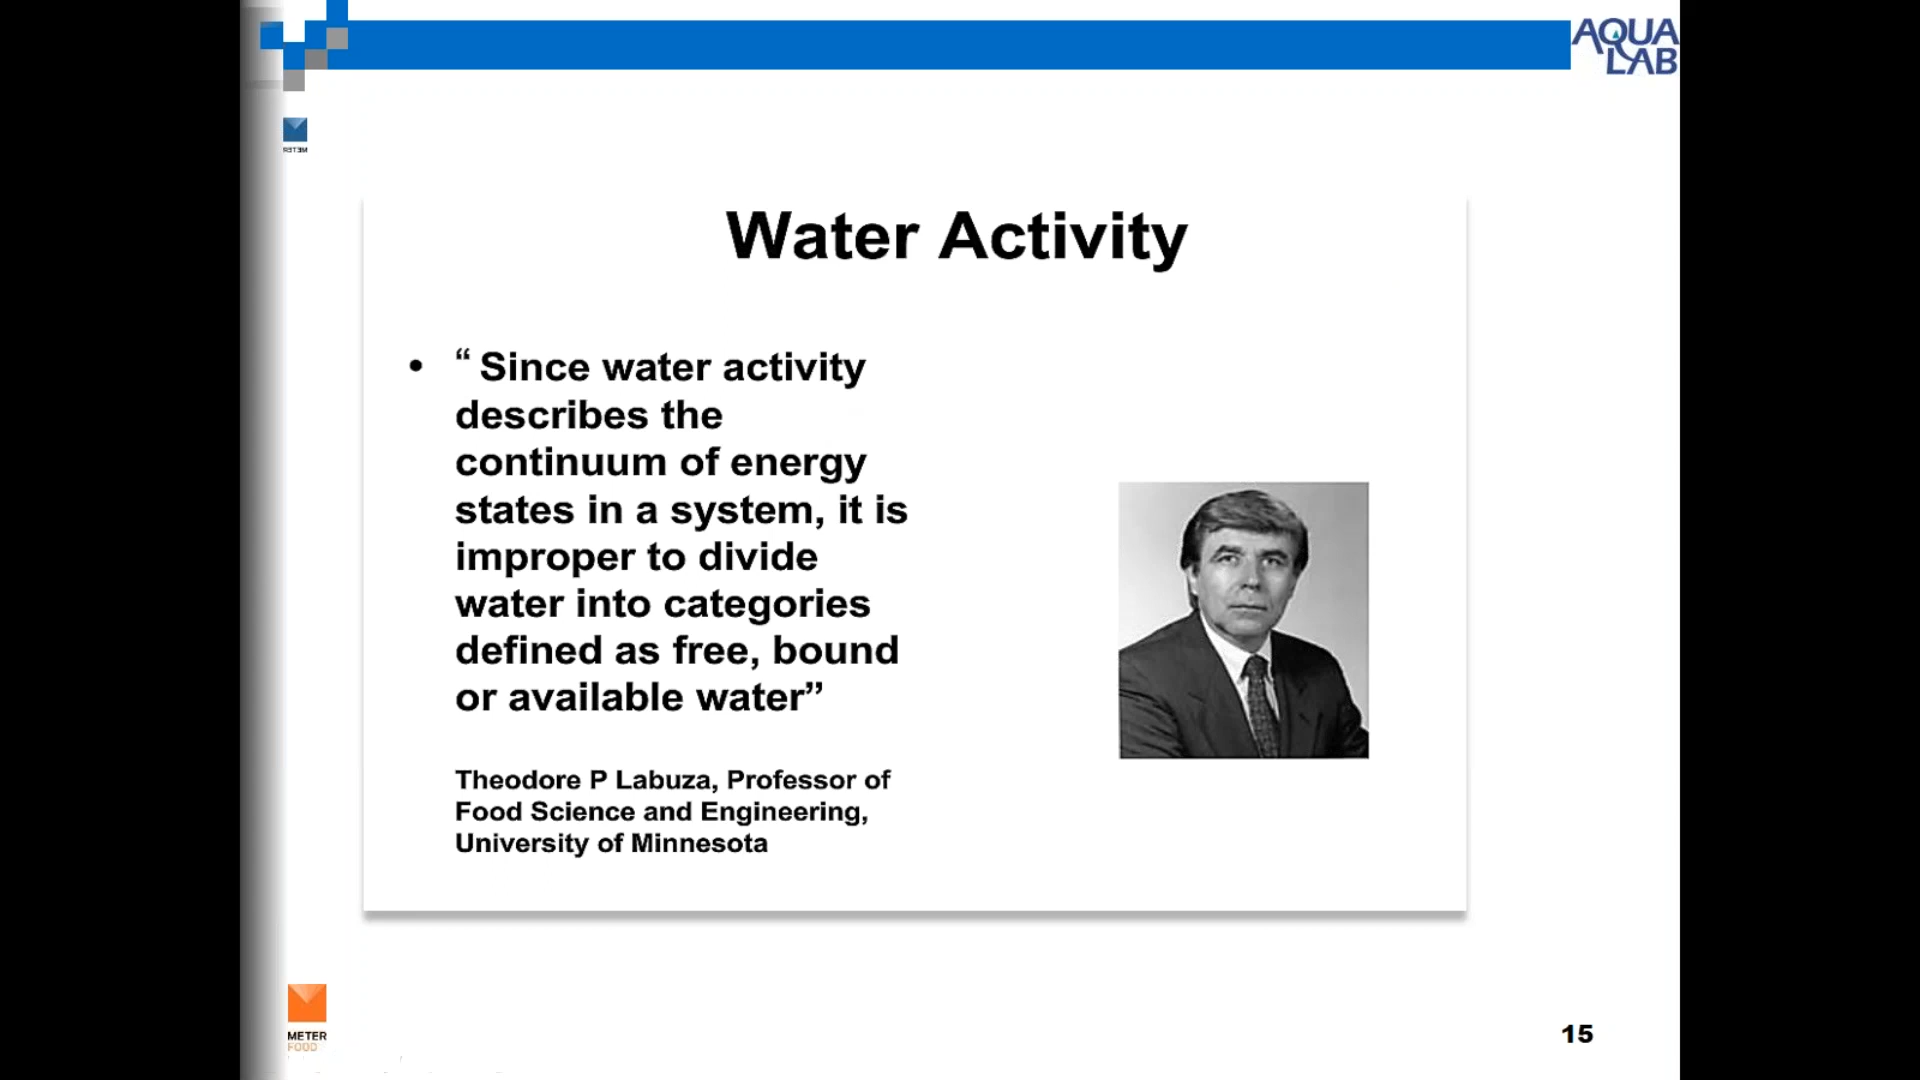 AQUA
LAB
METER
Water Activity
• “ Since water activity
describes the
continuum of energy
states in a system, it is
improper to divide
water into categories
defined as free, bound
or available water”
Theodore P Labuza, Professor of
Food Science and Engineering,
University of Minnesota
METER
FOOD
15